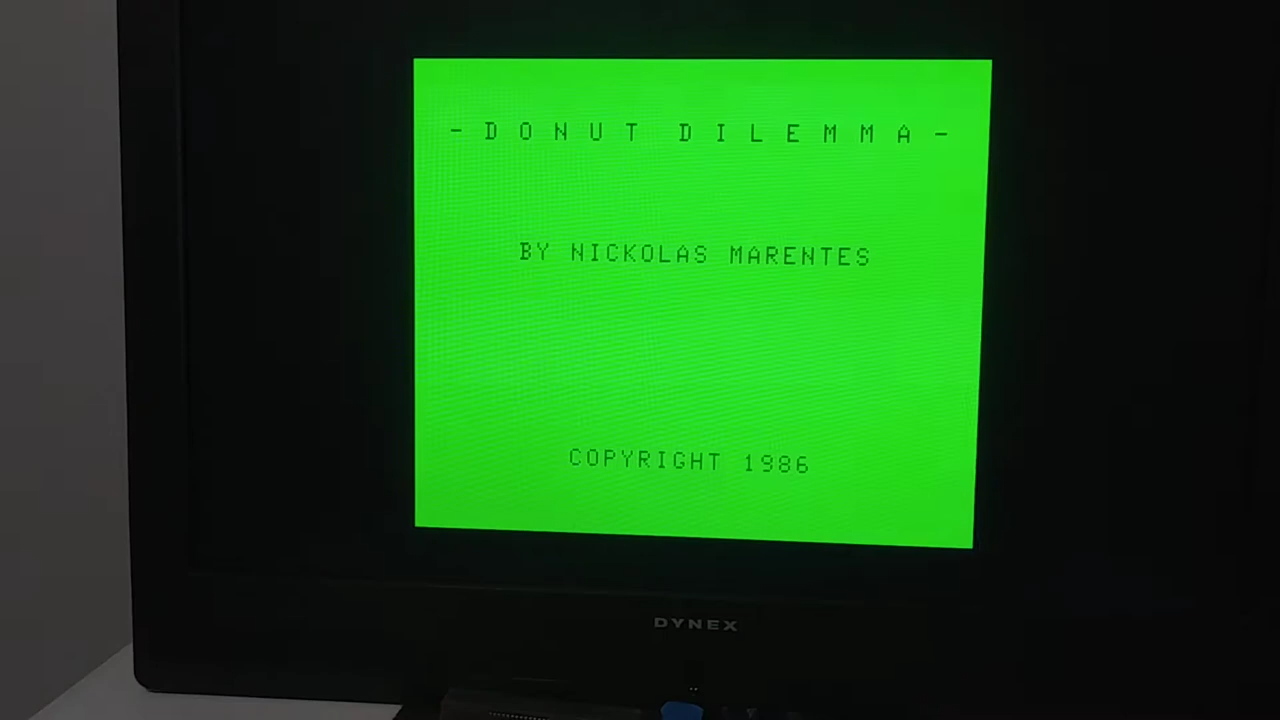 - D O N U T  D I L E M M A -
BY NICKOLAS MARENTES
COPYRIGHT 1986
DYNEX